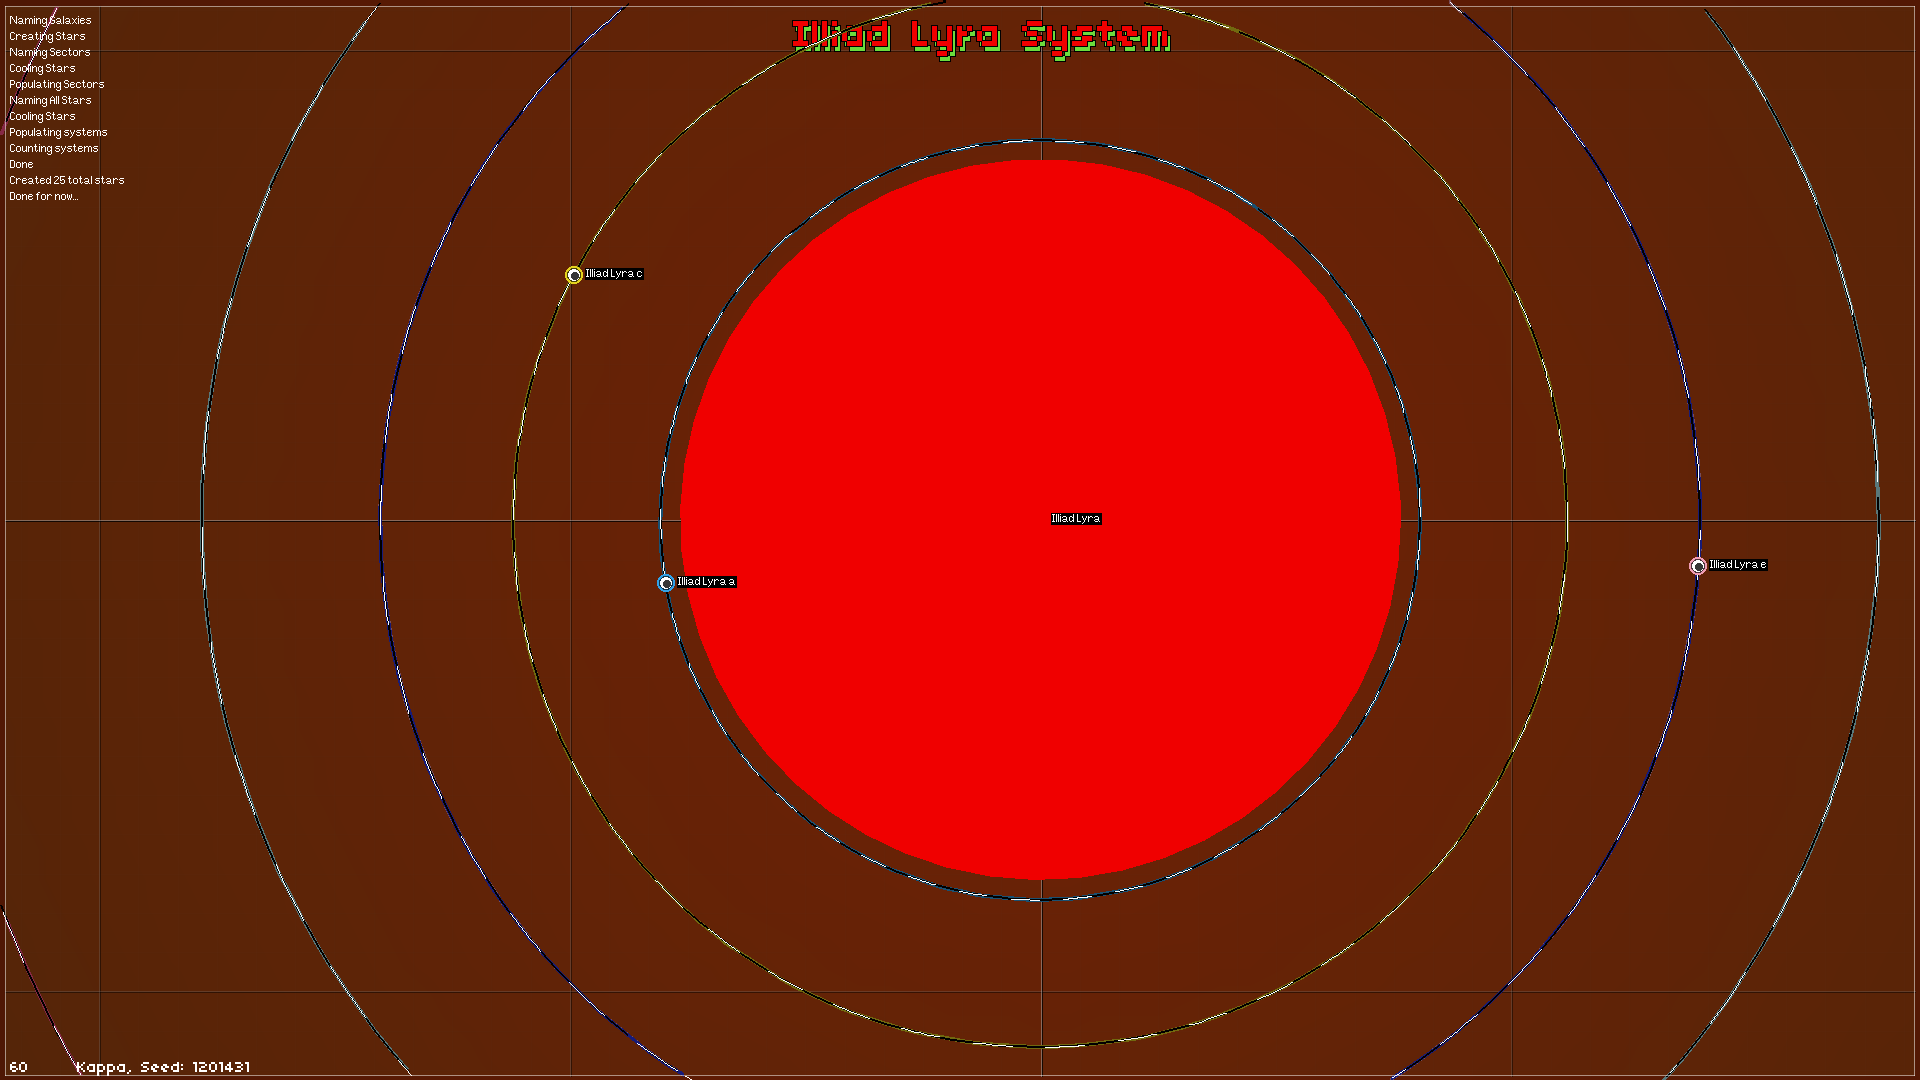 Illiad Lyra System
Naming Galaxies
Creating Stars
Naming Sectors
Cooling Stars
Populating Sectors
Naming All Stars
Cooling Stars
Populating systems
Counting systems
Done
Created 25 total stars
Done for now...
Illiad Lyra c
Illiad Lyra
Illiad Lyra e
Illiad Lyra a
60 Kappa, Seed: 1201431